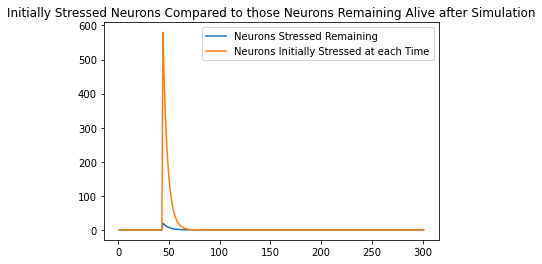 Initially Stressed Neurons Compared to those Neurons Remaining Alive after Simulation
Neurons Stressed Remaining
Neurons Initially Stressed at each Time
600
500
400
300
200
100
0
0 50 100 150 200 250 300